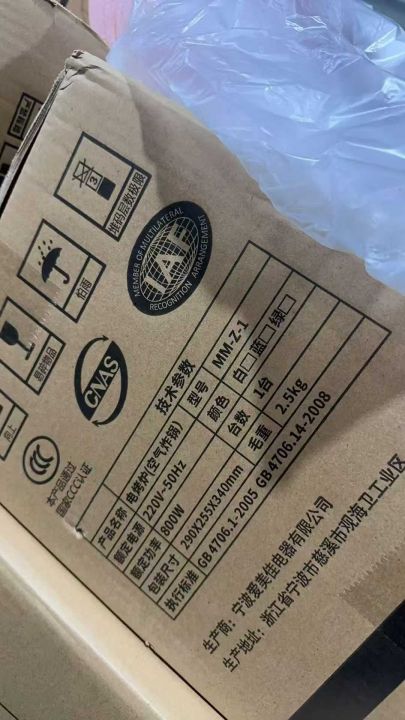 堆码层数极限
3
怕雨
易碎物品
向上
MEMBER OF MULTILATERAL
IAF
RECOGNITION ARRANGEMENT
CNAS
本产品通过
国家CCC认证
技术参数
产品名称 电烤炉(空气炸锅) 型号 MM-Z-1
额定电源 220V~50Hz 颜色 白□蓝□绿□
额定功率 800W 台数 1台
包装尺寸 290X255X340mm 毛重 2.5kg
执行标准 GB 4706.1-2005 GB 4706.14-2008
生产商：宁波爱美佳电器有限公司
生产地址：浙江省宁波市慈溪市观海卫工业区